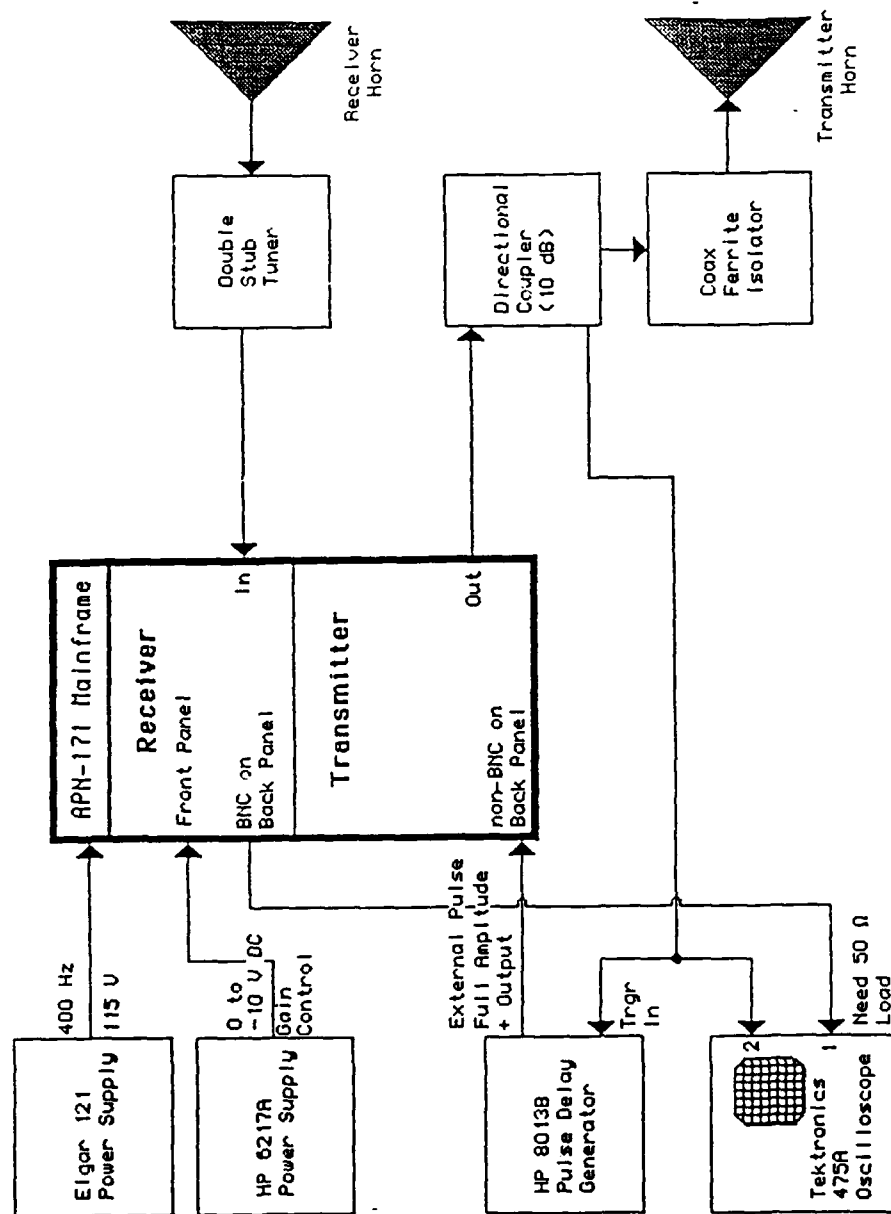 Elgar 121
Power Supply
400 Hz
115 V
APN-171 Mainframe
HP 6217A
Power Supply
0 to
-10 V DC
Gain
Control
Receiver
Front Panel
BNC on
Back Panel
In
Double
Stub
Tuner
Receiver
Horn
Transmitter
non-BNC on
Back Panel
Out
External Pulse
Full Amplitude
+ Output
HP 8013B
Pulse Delay
Generator
Trgr
In
Directional
Coupler
(10 dB)
Coax
Ferrite
Isolator
Transmitter
Horn
Tektronics
475A
Oscilloscope
2
1
Need 50 Ω
Load